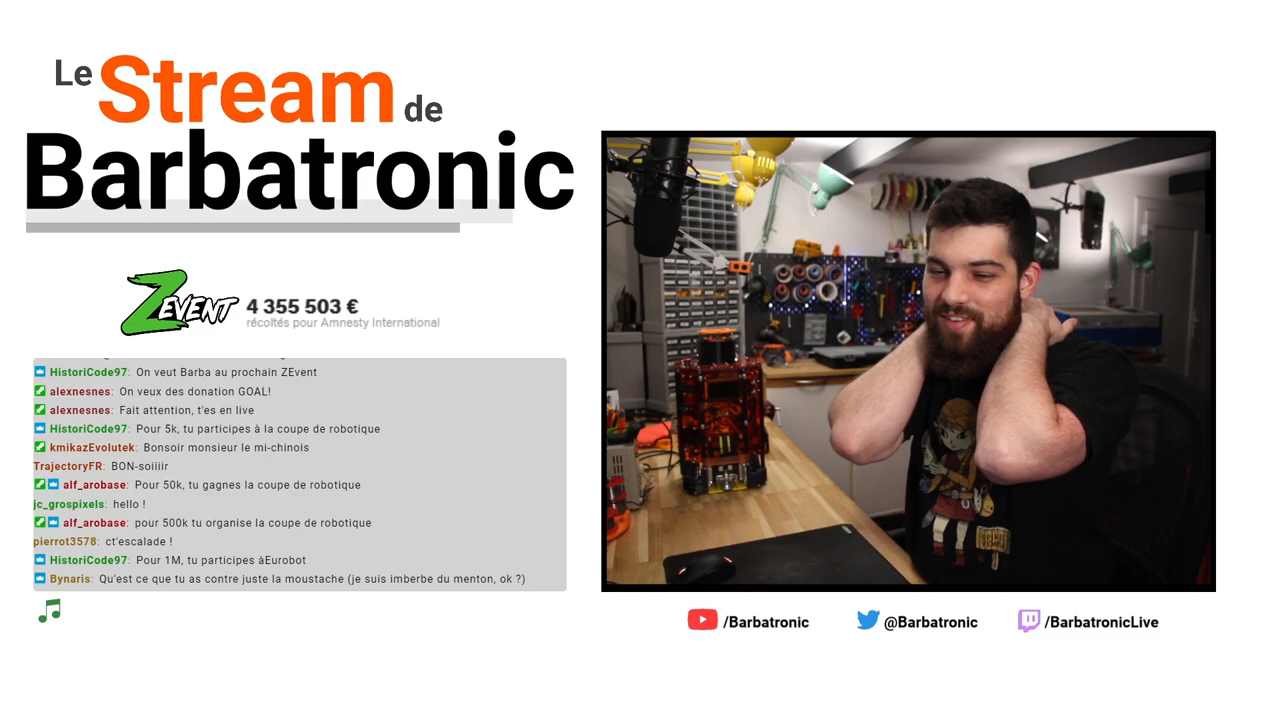 Le Stream de
Barbatronic
ZEVENT
4 355 503 €
récoltés pour Amnesty International
HistoriCode97: On veut Barba au prochain ZEvent
alexnesnes: On veux des donation GOAL!
alexnesnes: Fait attention, t'es en live
HistoriCode97: Pour 5k, tu participes à la coupe de robotique
kmikazEvolutek: Bonsoir monsieur le mi-chinois
TrajectoryFR: BON-soiiiir
alf_arobase: Pour 50k, tu gagnes la coupe de robotique
jc_grospixels: hello !
alf_arobase: pour 500k tu organise la coupe de robotique
pierrot3578: ct'escalade !
HistoriCode97: Pour 1M, tu participes àEurobot
Bynaris: Qu'est ce que tu as contre juste la moustache (je suis imberbe du menton, ok ?)
/Barbatronic
@Barbatronic
/BarbatronicLive